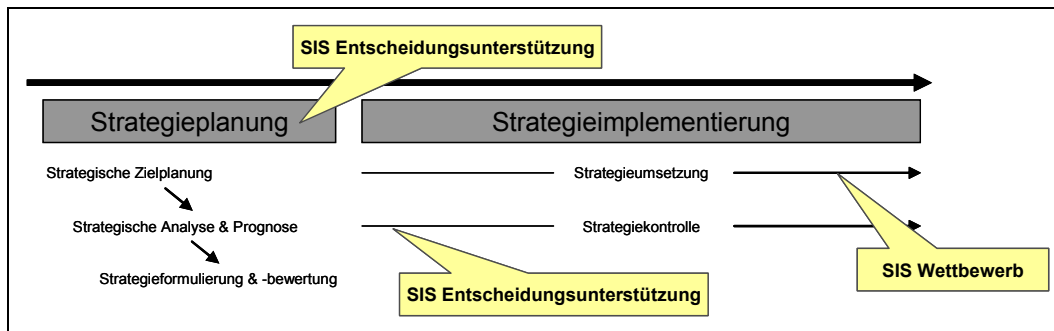 SIS Entscheidungsunterstützung
Strategieplanung
Strategieimplementierung
Strategische Zielplanung
Strategieumsetzung
Strategische Analyse & Prognose
Strategiekontrolle
Strategieformulierung & -bewertung
SIS Entscheidungsunterstützung
SIS Wettbewerb